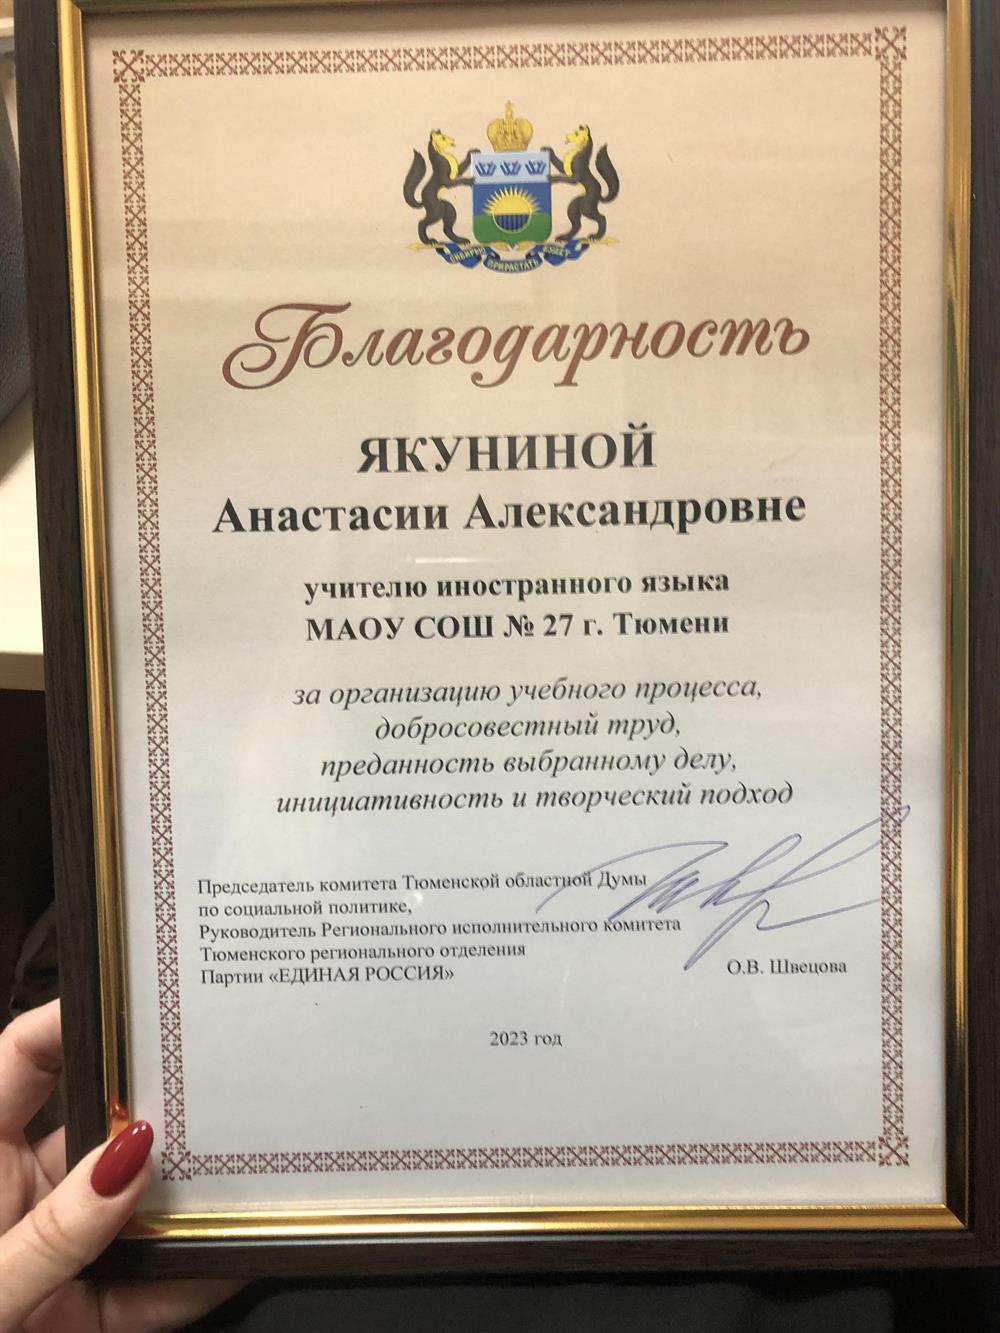 СИБИРЬЮ ПРИРАСТАТЬ БУДЕТ
Благодарность
ЯКУНИНОЙ
Анастасии Александровне
учителю иностранного языка
МАОУ СОШ № 27 г. Тюмени
за организацию учебного процесса,
добросовестный труд,
преданность выбранному делу,
инициативность и творческий подход
Председатель комитета Тюменской областной Думы
по социальной политике,
Руководитель Регионального исполнительного комитета
Тюменского регионального отделения
Партии «ЕДИНАЯ РОССИЯ»
О.В. Швецова
2023 год